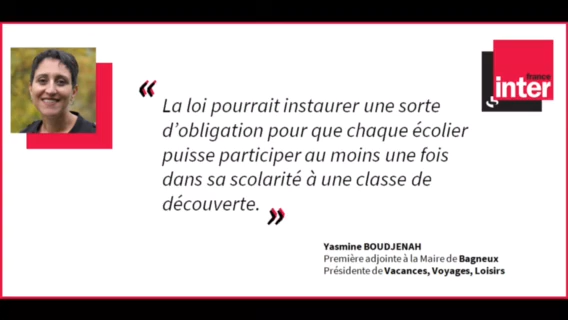 france
inter
«
La loi pourrait instaurer une sorte
d’obligation pour que chaque écolier
puisse participer au moins une fois
dans sa scolarité à une classe de
découverte.
»
Yasmine BOUDJENAH
Première adjointe à la Maire de Bagneux
Présidente de Vacances, Voyages, Loisirs